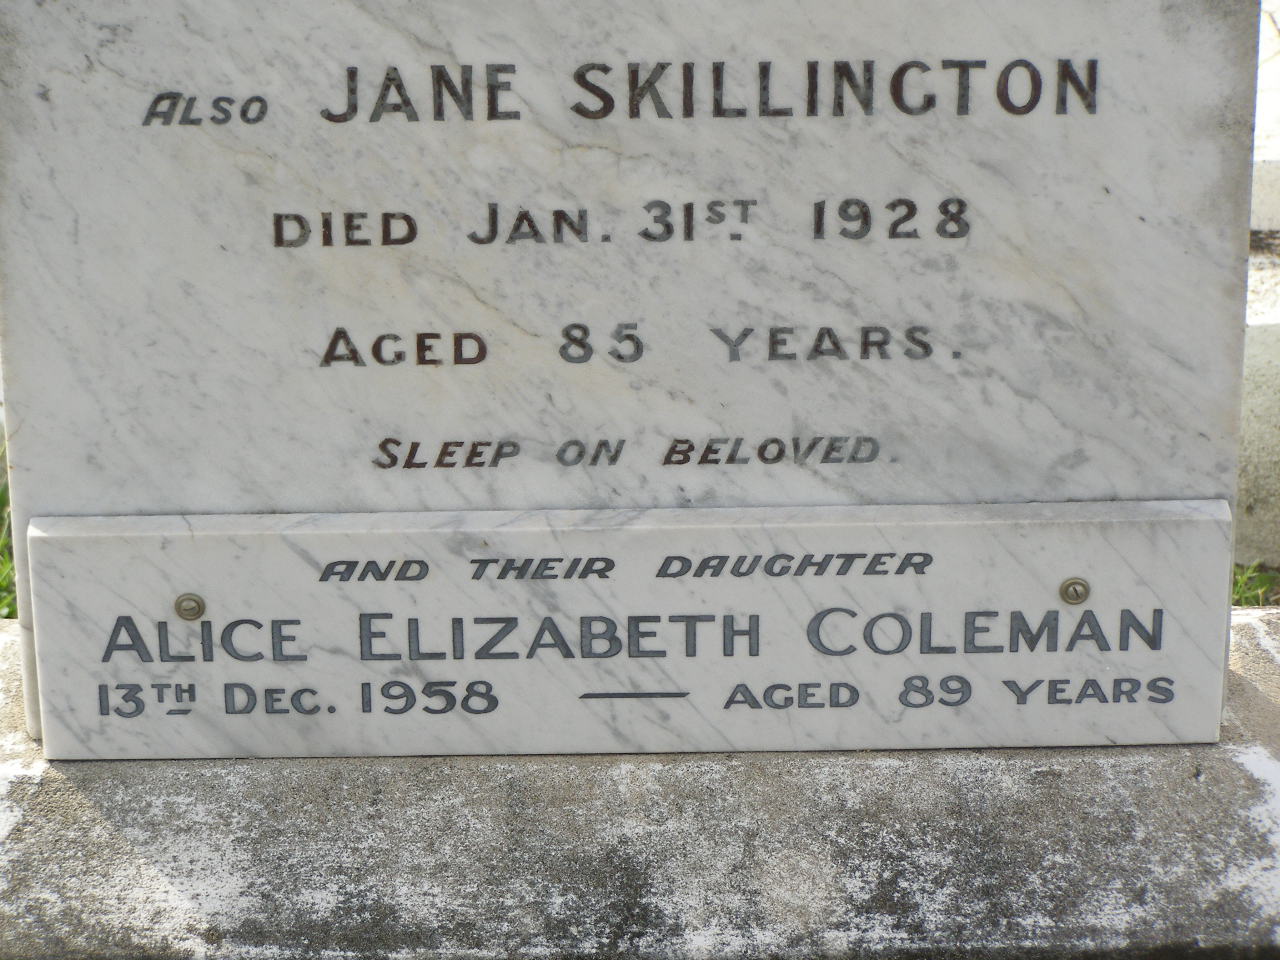 ALSO JANE SKILLINGTON
DIED JAN. 31ST 1928
AGED 85 YEARS.
SLEEP ON BELOVED.
AND THEIR DAUGHTER
ALICE ELIZABETH COLEMAN
13TH DEC. 1958 — AGED 89 YEARS